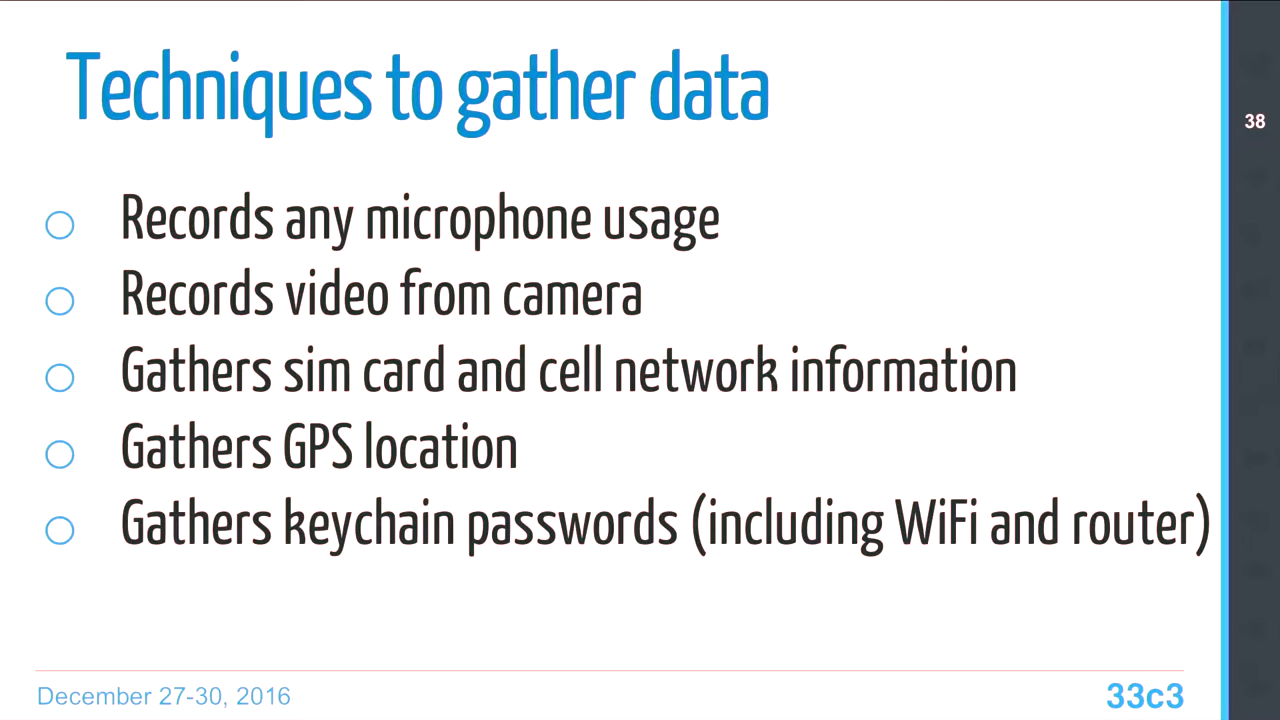 Techniques to gather data
38
Records any microphone usage
Records video from camera
Gathers sim card and cell network information
Gathers GPS location
Gathers keychain passwords (including WiFi and router)
December 27-30, 2016
33c3